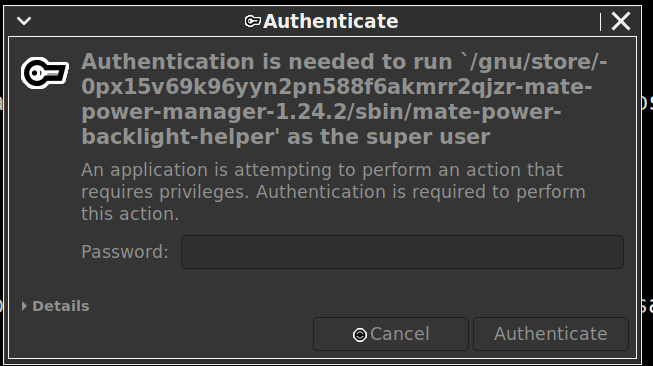 Authenticate
Authentication is needed to run `/gnu/store/-
0px15v69k96yyn2pn588f6akmrr2qjzr-mate-
power-manager-1.24.2/sbin/mate-power-
backlight-helper' as the super user
An application is attempting to perform an action that
requires privileges. Authentication is required to perform
this action.
Password:
Details
Cancel
Authenticate